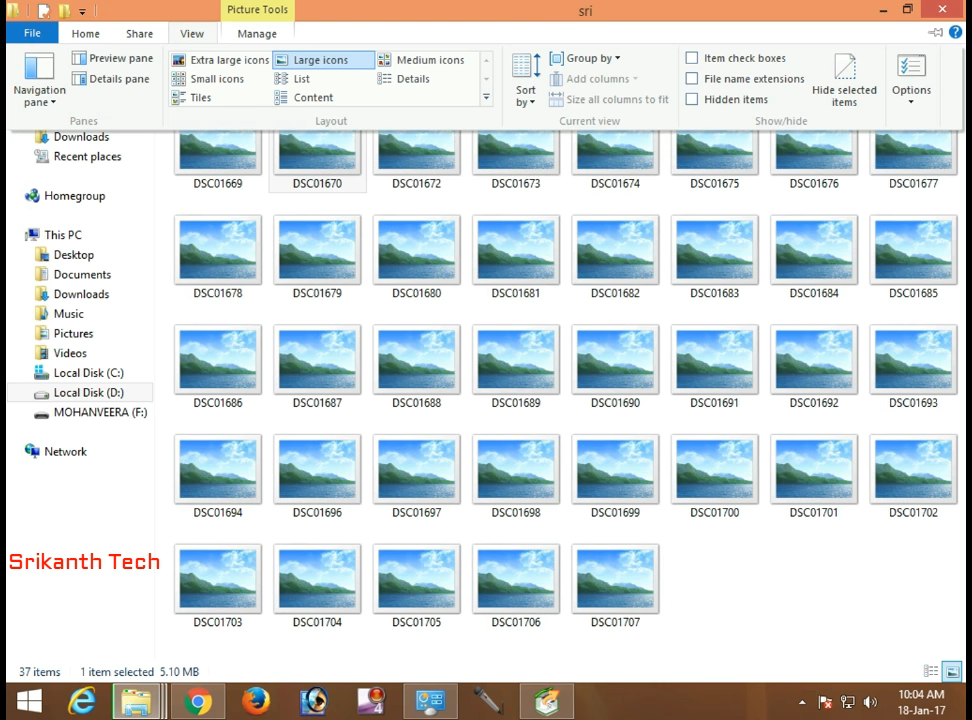 Picture Tools
sri
File
Home
Share
View
Manage
Navigation pane
Preview pane
Details pane
Panes
Extra large icons
Large icons
Medium icons
Small icons
List
Details
Tiles
Content
Layout
Sort by
Group by
Add columns
Size all columns to fit
Current view
Item check boxes
File name extensions
Hidden items
Hide selected items
Show/hide
Options
Downloads
Recent places
Homegroup
This PC
Desktop
Documents
Downloads
Music
Pictures
Videos
Local Disk (C:)
Local Disk (D:)
MOHANVEERA (F:)
Network
Srikanth Tech
DSC01669 DSC01670 DSC01672 DSC01673 DSC01674 DSC01675 DSC01676 DSC01677
DSC01678 DSC01679 DSC01680 DSC01681 DSC01682 DSC01683 DSC01684 DSC01685
DSC01686 DSC01687 DSC01688 DSC01689 DSC01690 DSC01691 DSC01692 DSC01693
DSC01694 DSC01696 DSC01697 DSC01698 DSC01699 DSC01700 DSC01701 DSC01702
DSC01703 DSC01704 DSC01705 DSC01706 DSC01707
37 items 1 item selected 5.10 MB
4
10:04 AM
18-Jan-17